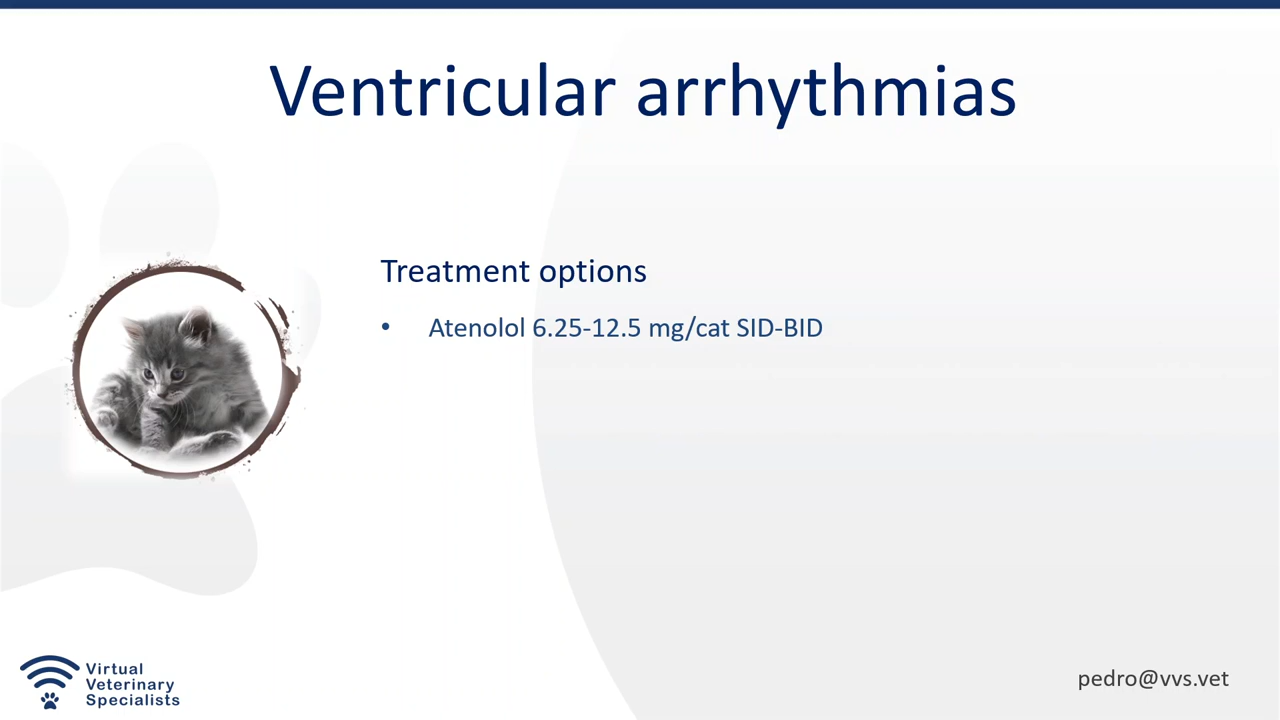 Ventricular arrhythmias
Treatment options
• Atenolol 6.25-12.5 mg/cat SID-BID
Virtual
Veterinary
Specialists
pedro@vvs.vet